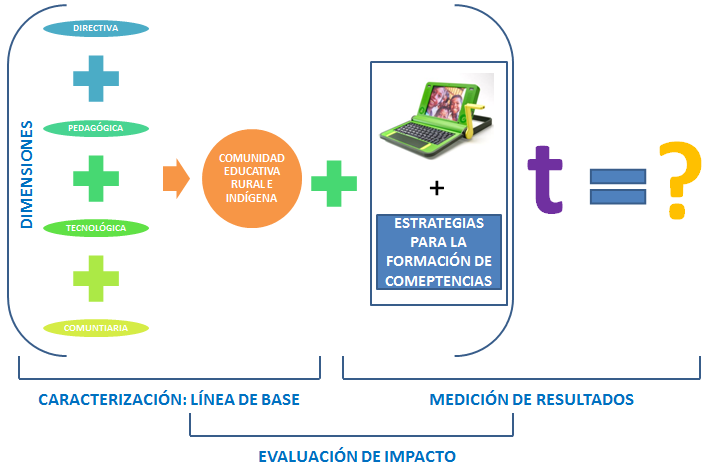 DIRECTIVA
PEDAGÓGICA
TECNOLÓGICA
COMUNTIARIA
DIMENSIONES
COMUNIDAD
EDUCATIVA
RURAL E
INDÍGENA
+
ESTRATEGIAS
PARA LA
FORMACIÓN DE
COMEPTENCIAS
t = ?
CARACTERIZACIÓN: LÍNEA DE BASE
MEDICIÓN DE RESULTADOS
EVALUACIÓN DE IMPACTO